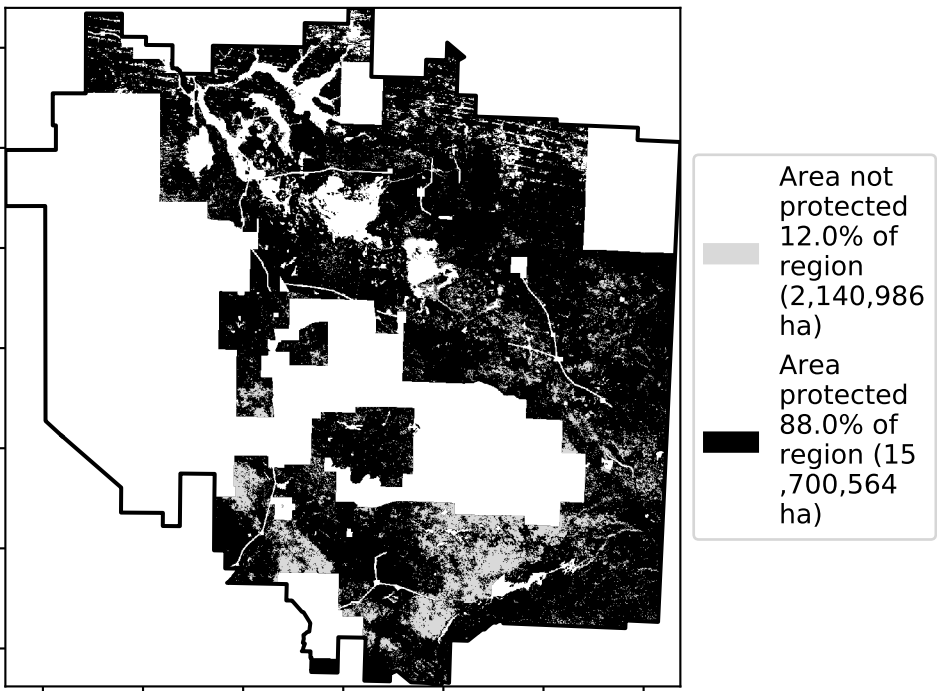 Area not
protected
12.0% of
region
(2,140,986
ha)
Area
protected
88.0% of
region (15
,700,564
ha)